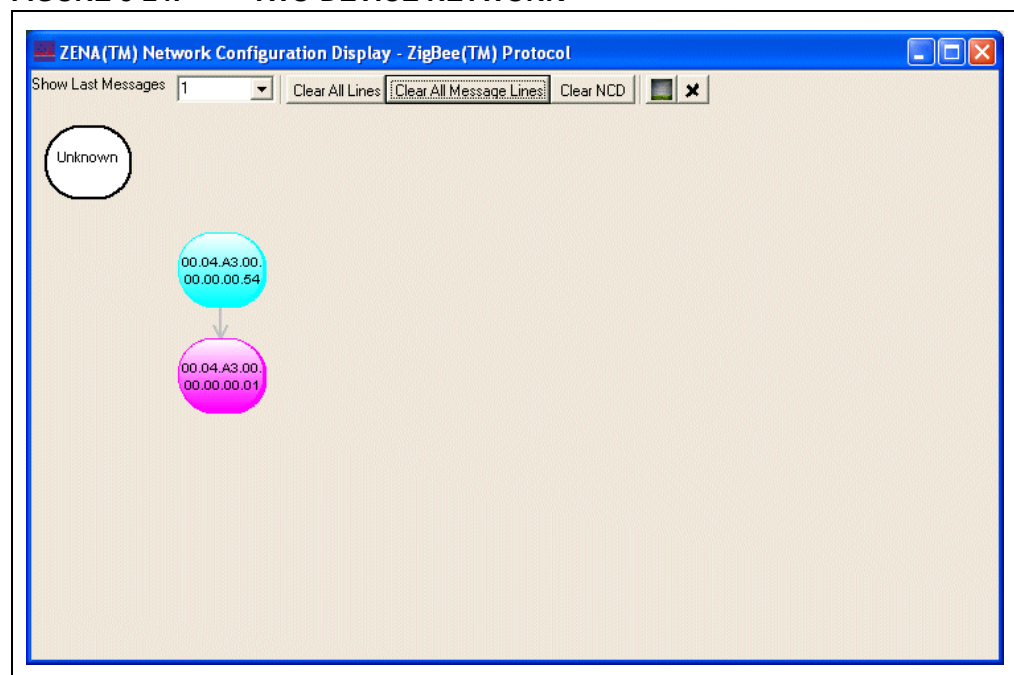 ZENA(TM) Network Configuration Display - ZigBee(TM) Protocol
Show Last Messages 1 Clear All Lines Clear All Message Lines Clear NCD
Unknown
00.04.A3.00.
00.00.00.54
00.04.A3.00.
00.00.00.01